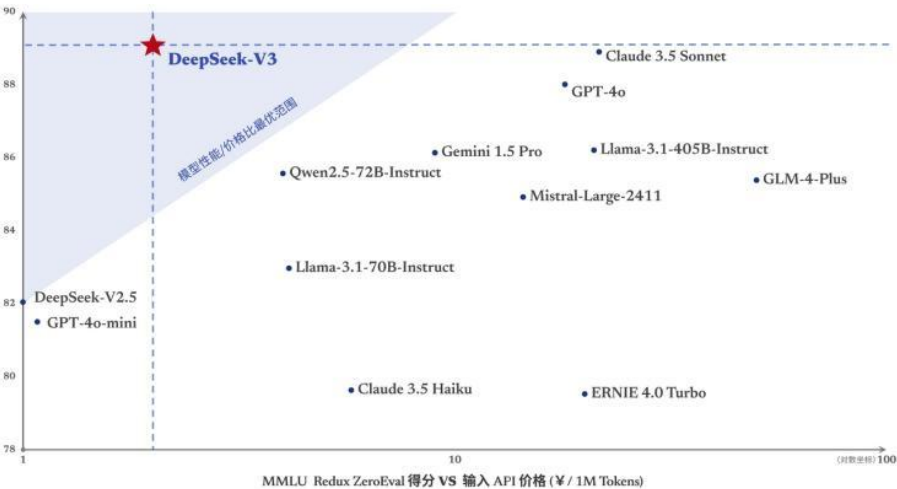 90
Claude 3.5 Sonnet
DeepSeek-V3
88
GPT-4o
模型性能/价格比最优范围
86
Gemini 1.5 Pro
Llama-3.1-405B-Instruct
Qwen2.5-72B-Instruct
GLM-4-Plus
Mistral-Large-2411
84
Llama-3.1-70B-Instruct
82
DeepSeek-V2.5
GPT-4o-mini
80
Claude 3.5 Haiku
ERNIE 4.0 Turbo
78
1
10
(对数坐标)
100
MMLU Redux ZeroEval 得分 VS 输入 API 价格 (¥/ 1M Tokens)